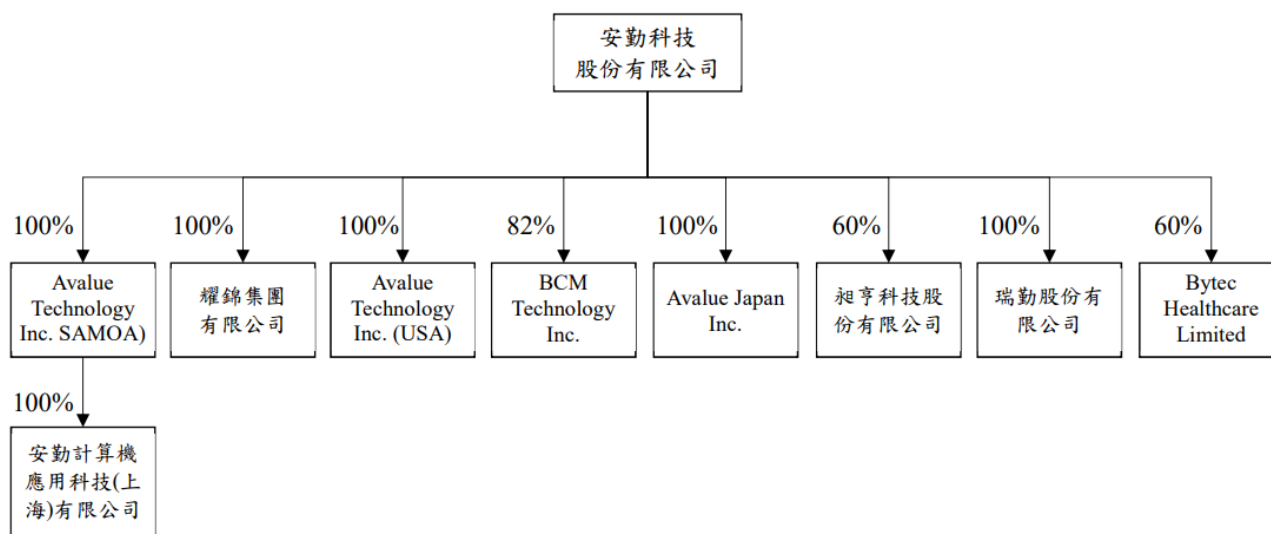 安勤科技
股份有限公司
100%
100%
100%
82%
100%
60%
100%
60%
Avalue
Technology
Inc. SAMOA)
耀錦集團
有限公司
Avalue
Technology
Inc. (USA)
BCM
Technology
Inc.
Avalue Japan
Inc.
昶亨科技股
份有限公司
瑞勤股份有
限公司
Bytec
Healthcare
Limited
100%
安勤計算機
應用科技(上
海)有限公司